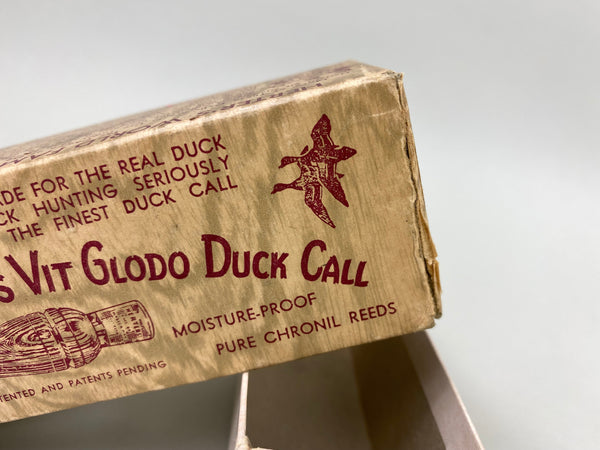 ADE FOR THE REAL DUCK
CK HUNTING SERIOUSLY
THE FINEST DUCK CALL
S VIT GLODO DUCK CALL
MOISTURE-PROOF
PURE CHRONIL REEDS
TENTED AND PATENTS PENDING